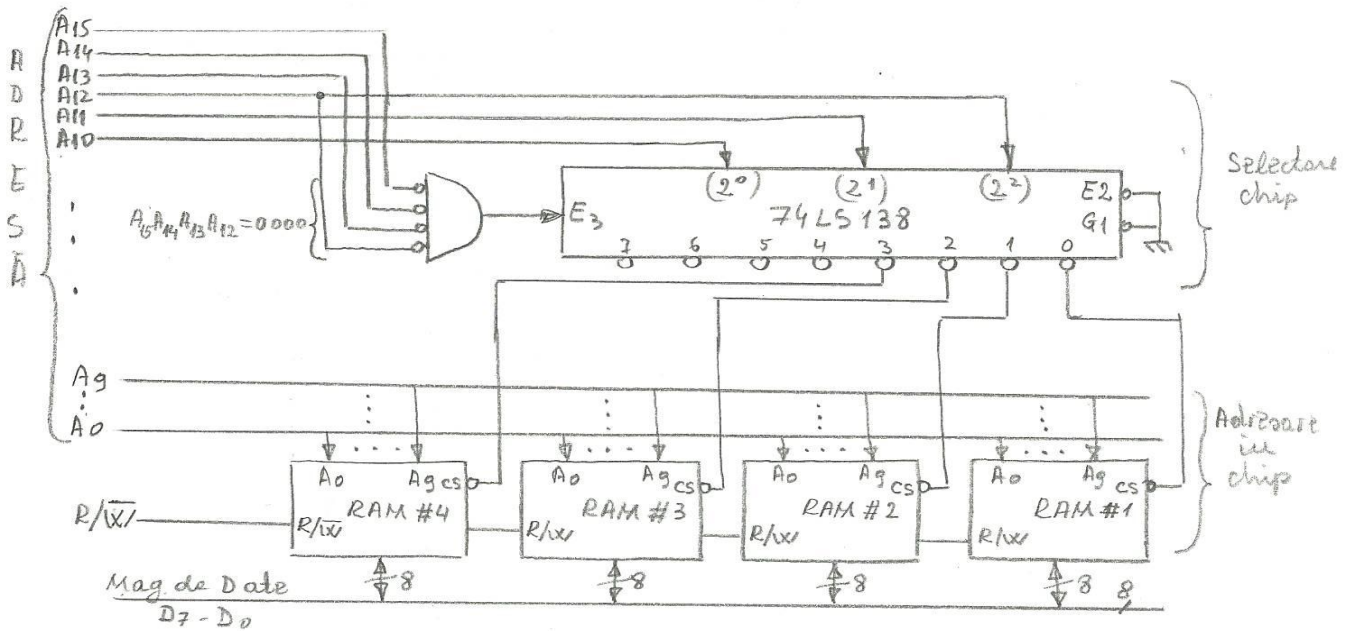 ADRESĂ
A15
A14
A13
A12
A11
A10
A15A14A13A12=0000
E3
(2⁰) (2¹) (2²)
74LS138
E2
G1
7 6 5 4 3 2 1 0
Selectare
chip
A9
A0
A0 A9 CS
RAM #4
R/W̅
A0 A9 CS
RAM #3
R/W
A0 A9 CS
RAM #2
R/W
A0 A9 CS
RAM #1
R/W
R/W̅
Adresare
in
chip
8 8 8 8 8
Mag. de Date
D7 - D0